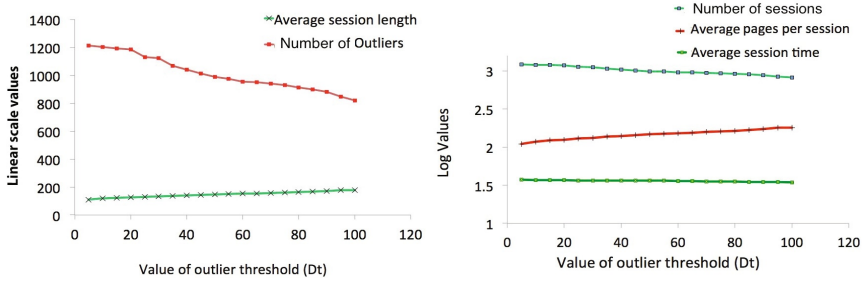 Average session length
Number of Outliers
1400
1200
1000
800
600
400
200
0
0 20 40 60 80 100 120
Linear scale values
Value of outlier threshold (Dt)
Number of sessions
Average pages per session
Average session time
3
2.5
2
1.5
1
0 20 40 60 80 100 120
Log Values
Value of outlier threshold (Dt)